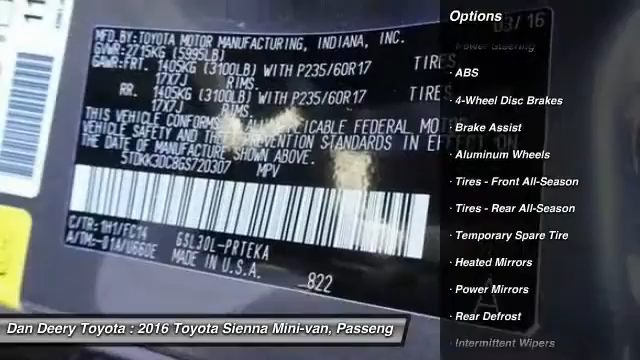 MFD.BY:TOYOTA MOTOR MANUFACTURING, INDIANA, INC.
03/16
GVWR:2715KG (5995LB)
GAWR:FRT. 1405KG (3100LB) WITH P235/60R17 TIRES
17X7J RIMS.
RR. 1405KG (3100LB) WITH P235/60R17 TIRES
17X7J RIMS.
THIS VEHICLE CONFORMS ALL APPLICABLE FEDERAL MOTOR
VEHICLE SAFETY AND THEFT PREVENTION STANDARDS IN EFFECT ON
THE DATE OF MANUFACTURE SHOWN ABOVE.
5TDKK3DC8GS720307 MPV
C/TR:1H1/FC14
A/TM:-01A/U660E
GSL30L-PRTEKA
MADE IN U.S.A.
822
Options
Power Steering
· ABS
· 4-Wheel Disc Brakes
· Brake Assist
· Aluminum Wheels
· Tires - Front All-Season
· Tires - Rear All-Season
· Temporary Spare Tire
· Heated Mirrors
· Power Mirrors
· Rear Defrost
· Intermittent Wipers
Dan Deery Toyota : 2016 Toyota Sienna Mini-van, Passeng